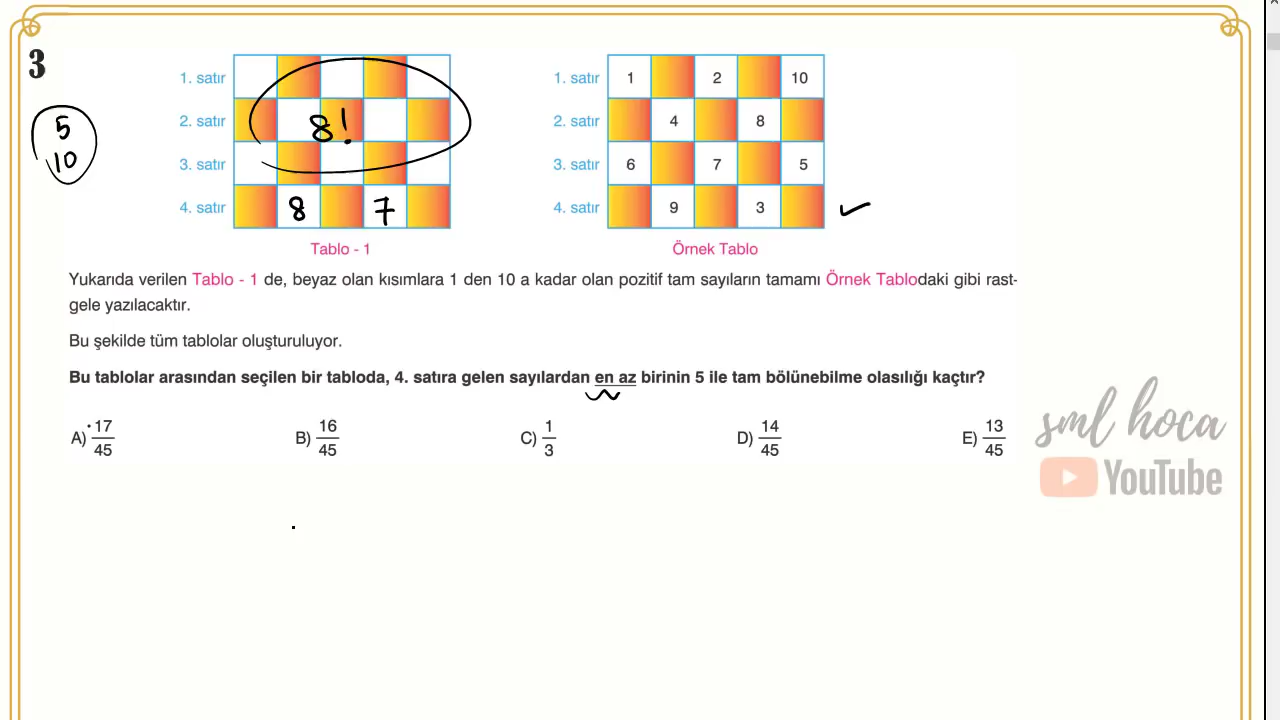 3
5
10
1. satır
2. satır 8!
3. satır
4. satır 8 7
Tablo - 1
1. satır 1 2 10
2. satır 4 8
3. satır 6 7 5
4. satır 9 3
Örnek Tablo
Yukarıda verilen Tablo - 1 de, beyaz olan kısımlara 1 den 10 a kadar olan pozitif tam sayıların tamamı Örnek Tablodaki gibi rast-
gele yazılacaktır.
Bu şekilde tüm tablolar oluşturuluyor.
Bu tablolar arasından seçilen bir tabloda, 4. satıra gelen sayılardan en az birinin 5 ile tam bölünebilme olasılığı kaçtır?
A) 17/45 B) 16/45 C) 1/3 D) 14/45 E) 13/45
sml hoca
YouTube